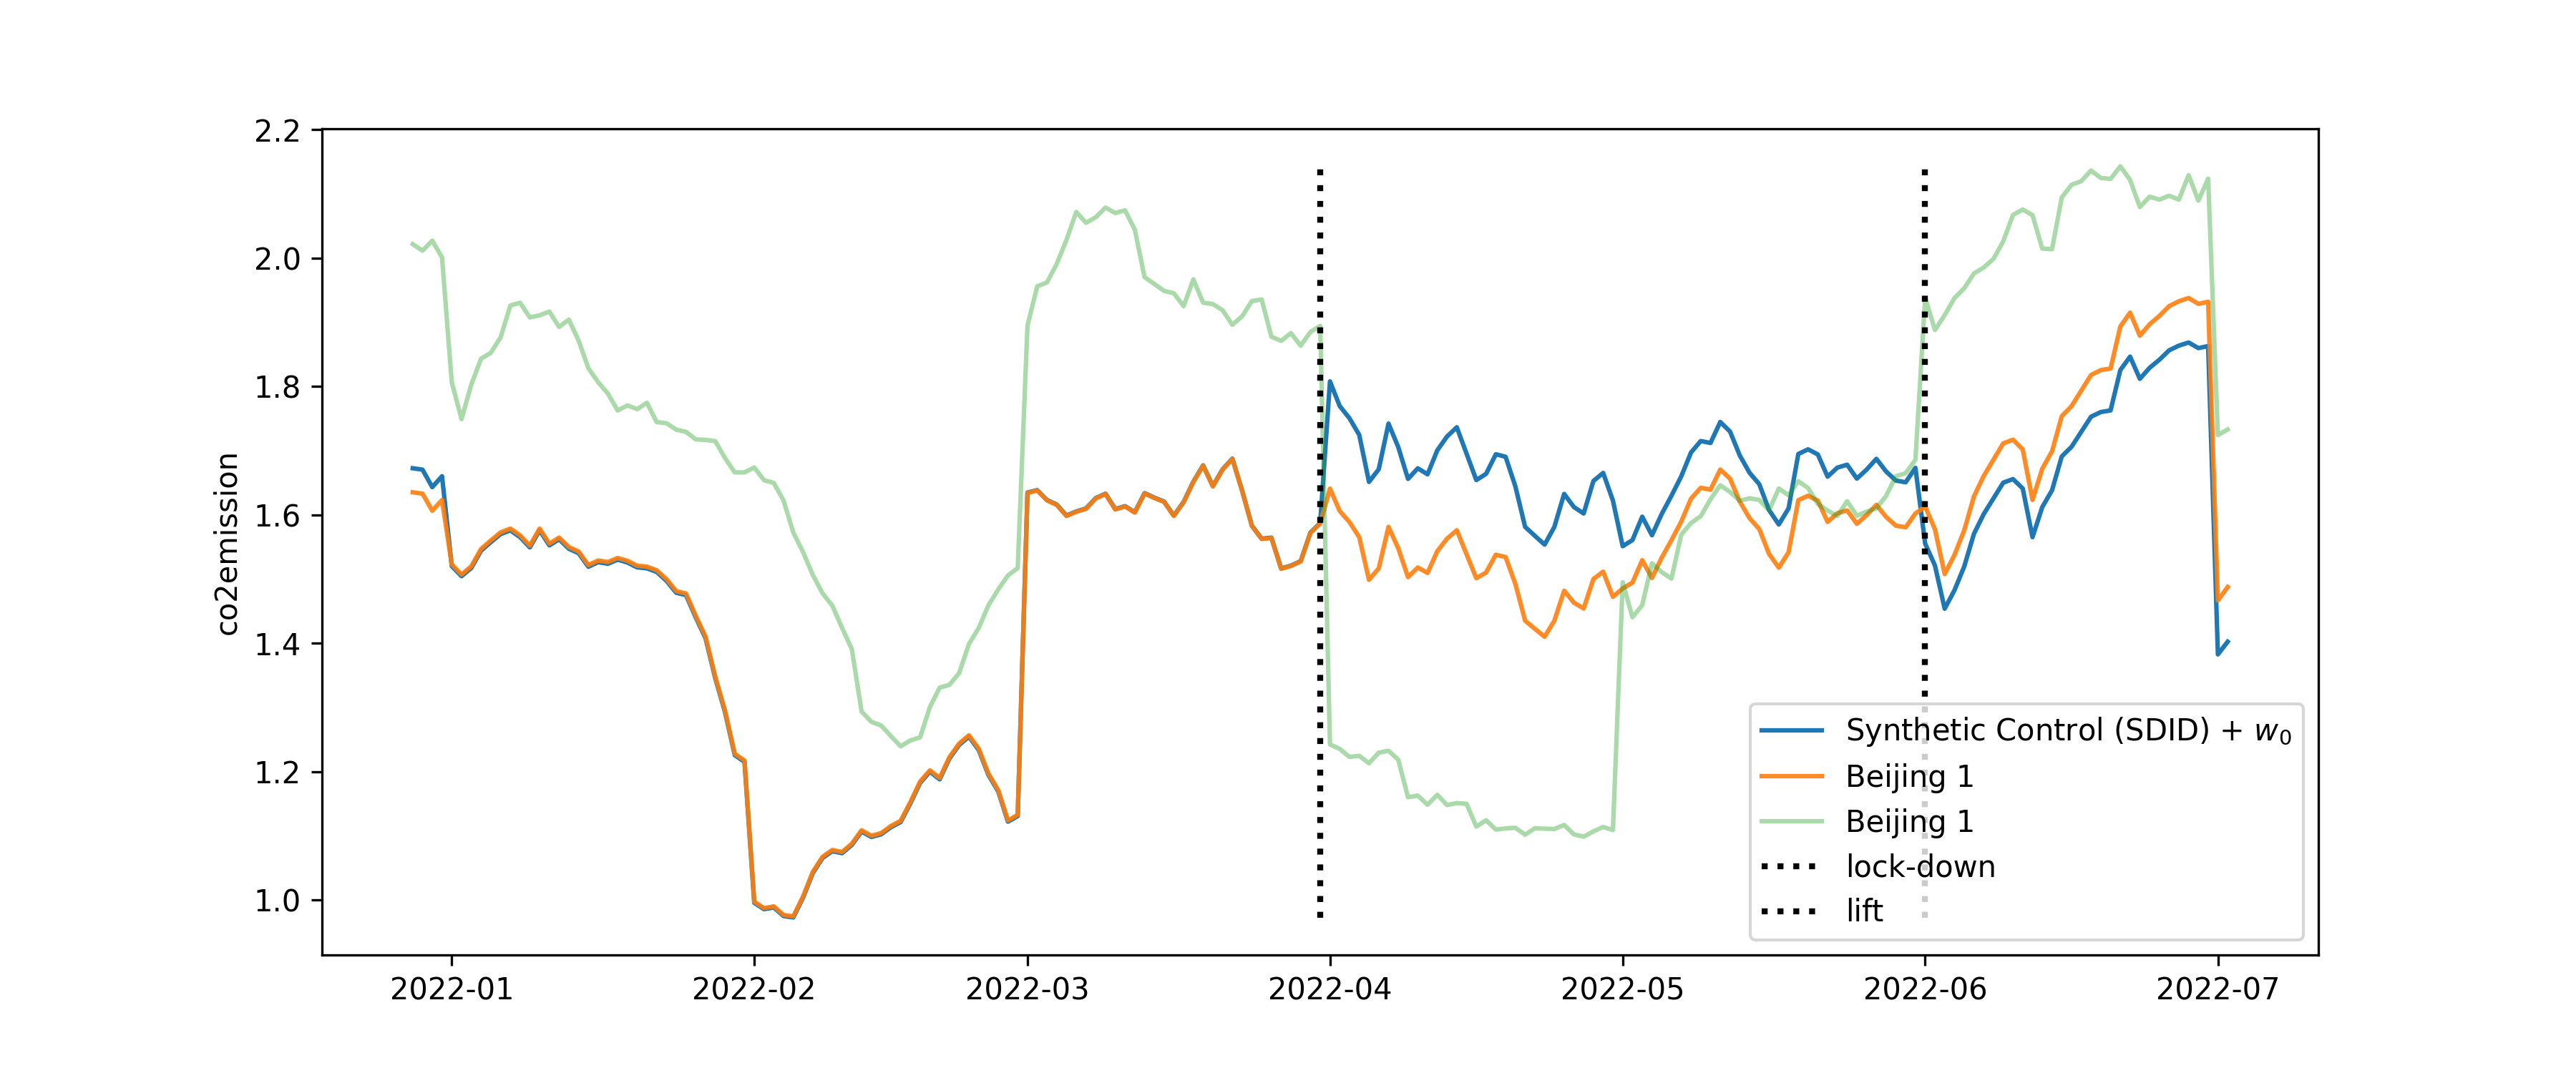 2.2
2.0
1.8
1.6
1.4
1.2
1.0
co2emission
2022-01
2022-02
2022-03
2022-04
2022-05
2022-06
2022-07
Synthetic Control (SDID) + w₀
Beijing 1
Beijing 1
lock-down
lift